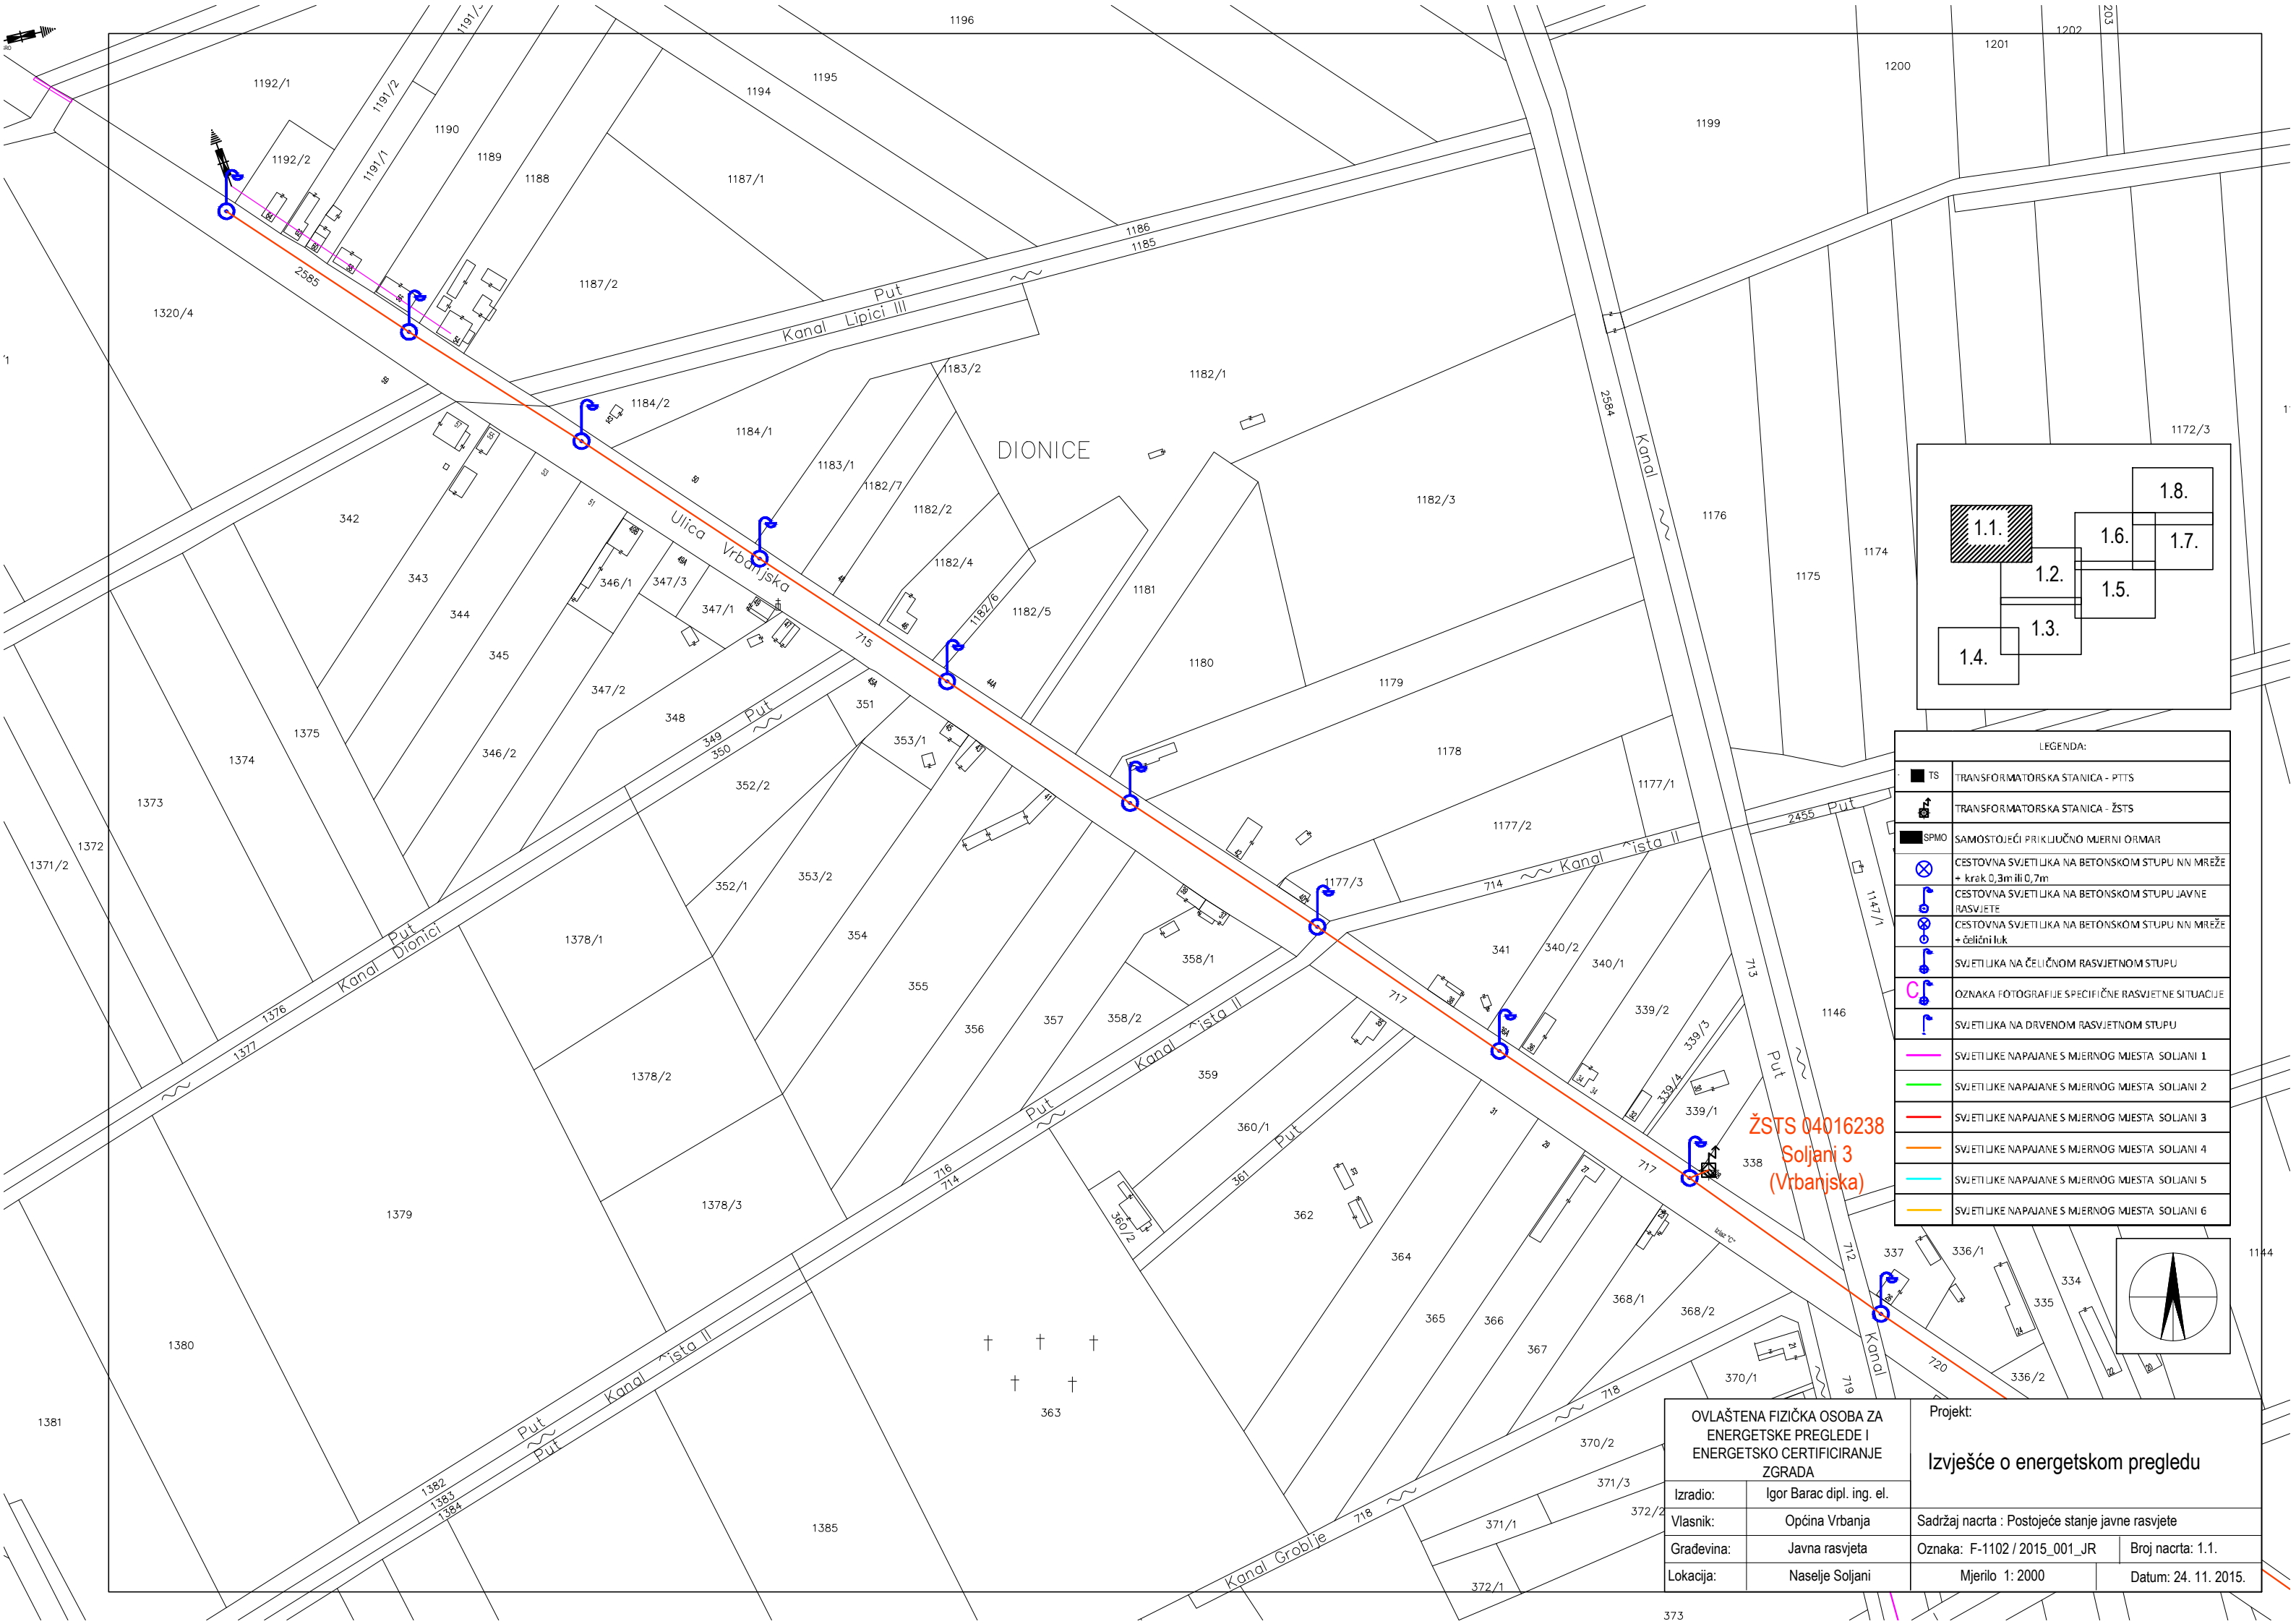 1196
1191/2
1192/1
1192/2
1191/1
1190
1189
1188
1194
1195
1187/1
1187/2
1186
1185
Put
Kanal Lipici III
1199
1200
1201
1202
203
2585
1320/4
1184/2
1184/1
1183/2
1183/1
1182/7
1182/2
1182/4
1182/6
1182/5
1182/1
DIONICE
1182/3
1181
1180
1179
1178
1177/1
1177/2
1177/3
2584
Kanal
1176
1175
1174
1172/3
1.1.
1.2.
1.3.
1.4.
1.5.
1.6.
1.7.
1.8.
Ulica Vrbanjska
715
342
343
344
345
346/1
347/3
347/1
346/2
347/2
348
349
350
Put
351
352/2
353/1
352/1
353/2
354
355
356
357
358/1
358/2
359
360/1
361
Put
360/2
362
363
364
365
366
367
368/1
368/2
1371/2
1372
1373
1374
1375
1376
1377
Put
Kanal Dionici
1378/1
1378/2
1378/3
1379
1380
1381
1382
1383
1384
1385
Put
Kanal ^ista II
Put
716
714
Put
Kanal ^ista II
714
Kanal ^ista II
2455 Put
717
341
340/2
340/1
339/2
339/3
339/4
339/1
338
713
Put
1146
1147/1
717
712
337
336/1
335
334
336/2
1144
720
719
Kanal
718
370/1
370/2
371/3
371/1
372/2
372/1
373
Kanal Groblje
718
ŽSTS 04016238
Soljani 3
(Vrbanjska)
LEGENDA:
TS TRANSFORMATORSKA STANICA - PTTS
TRANSFORMATORSKA STANICA - ŽSTS
SPMO SAMOSTOJEĆI PRIKLJUČNO MJERNI ORMAR
CESTOVNA SVJETILJKA NA BETONSKOM STUPU NN MREŽE
+ krak 0,3m ili 0,7m
CESTOVNA SVJETILJKA NA BETONSKOM STUPU JAVNE
RASVJETE
CESTOVNA SVJETILJKA NA BETONSKOM STUPU NN MREŽE
+ čelični luk
SVJETILJKA NA ČELIČNOM RASVJETNOM STUPU
C OZNAKA FOTOGRAFIJE SPECIFIČNE RASVJETNE SITUACIJE
SVJETILJKA NA DRVENOM RASVJETNOM STUPU
SVJETILJKE NAPAJANE S MJERNOG MJESTA SOLJANI 1
SVJETILJKE NAPAJANE S MJERNOG MJESTA SOLJANI 2
SVJETILJKE NAPAJANE S MJERNOG MJESTA SOLJANI 3
SVJETILJKE NAPAJANE S MJERNOG MJESTA SOLJANI 4
SVJETILJKE NAPAJANE S MJERNOG MJESTA SOLJANI 5
SVJETILJKE NAPAJANE S MJERNOG MJESTA SOLJANI 6
OVLAŠTENA FIZIČKA OSOBA ZA
ENERGETSKE PREGLEDE I
ENERGETSKO CERTIFICIRANJE
ZGRADA
Projekt:
Izvješće o energetskom pregledu
Izradio: Igor Barac dipl. ing. el.
Vlasnik: Općina Vrbanja
Sadržaj nacrta : Postojeće stanje javne rasvjete
Građevina: Javna rasvjeta
Oznaka: F-1102 / 2015_001_JR
Broj nacrta: 1.1.
Lokacija: Naselje Soljani
Mjerilo 1: 2000
Datum: 24. 11. 2015.